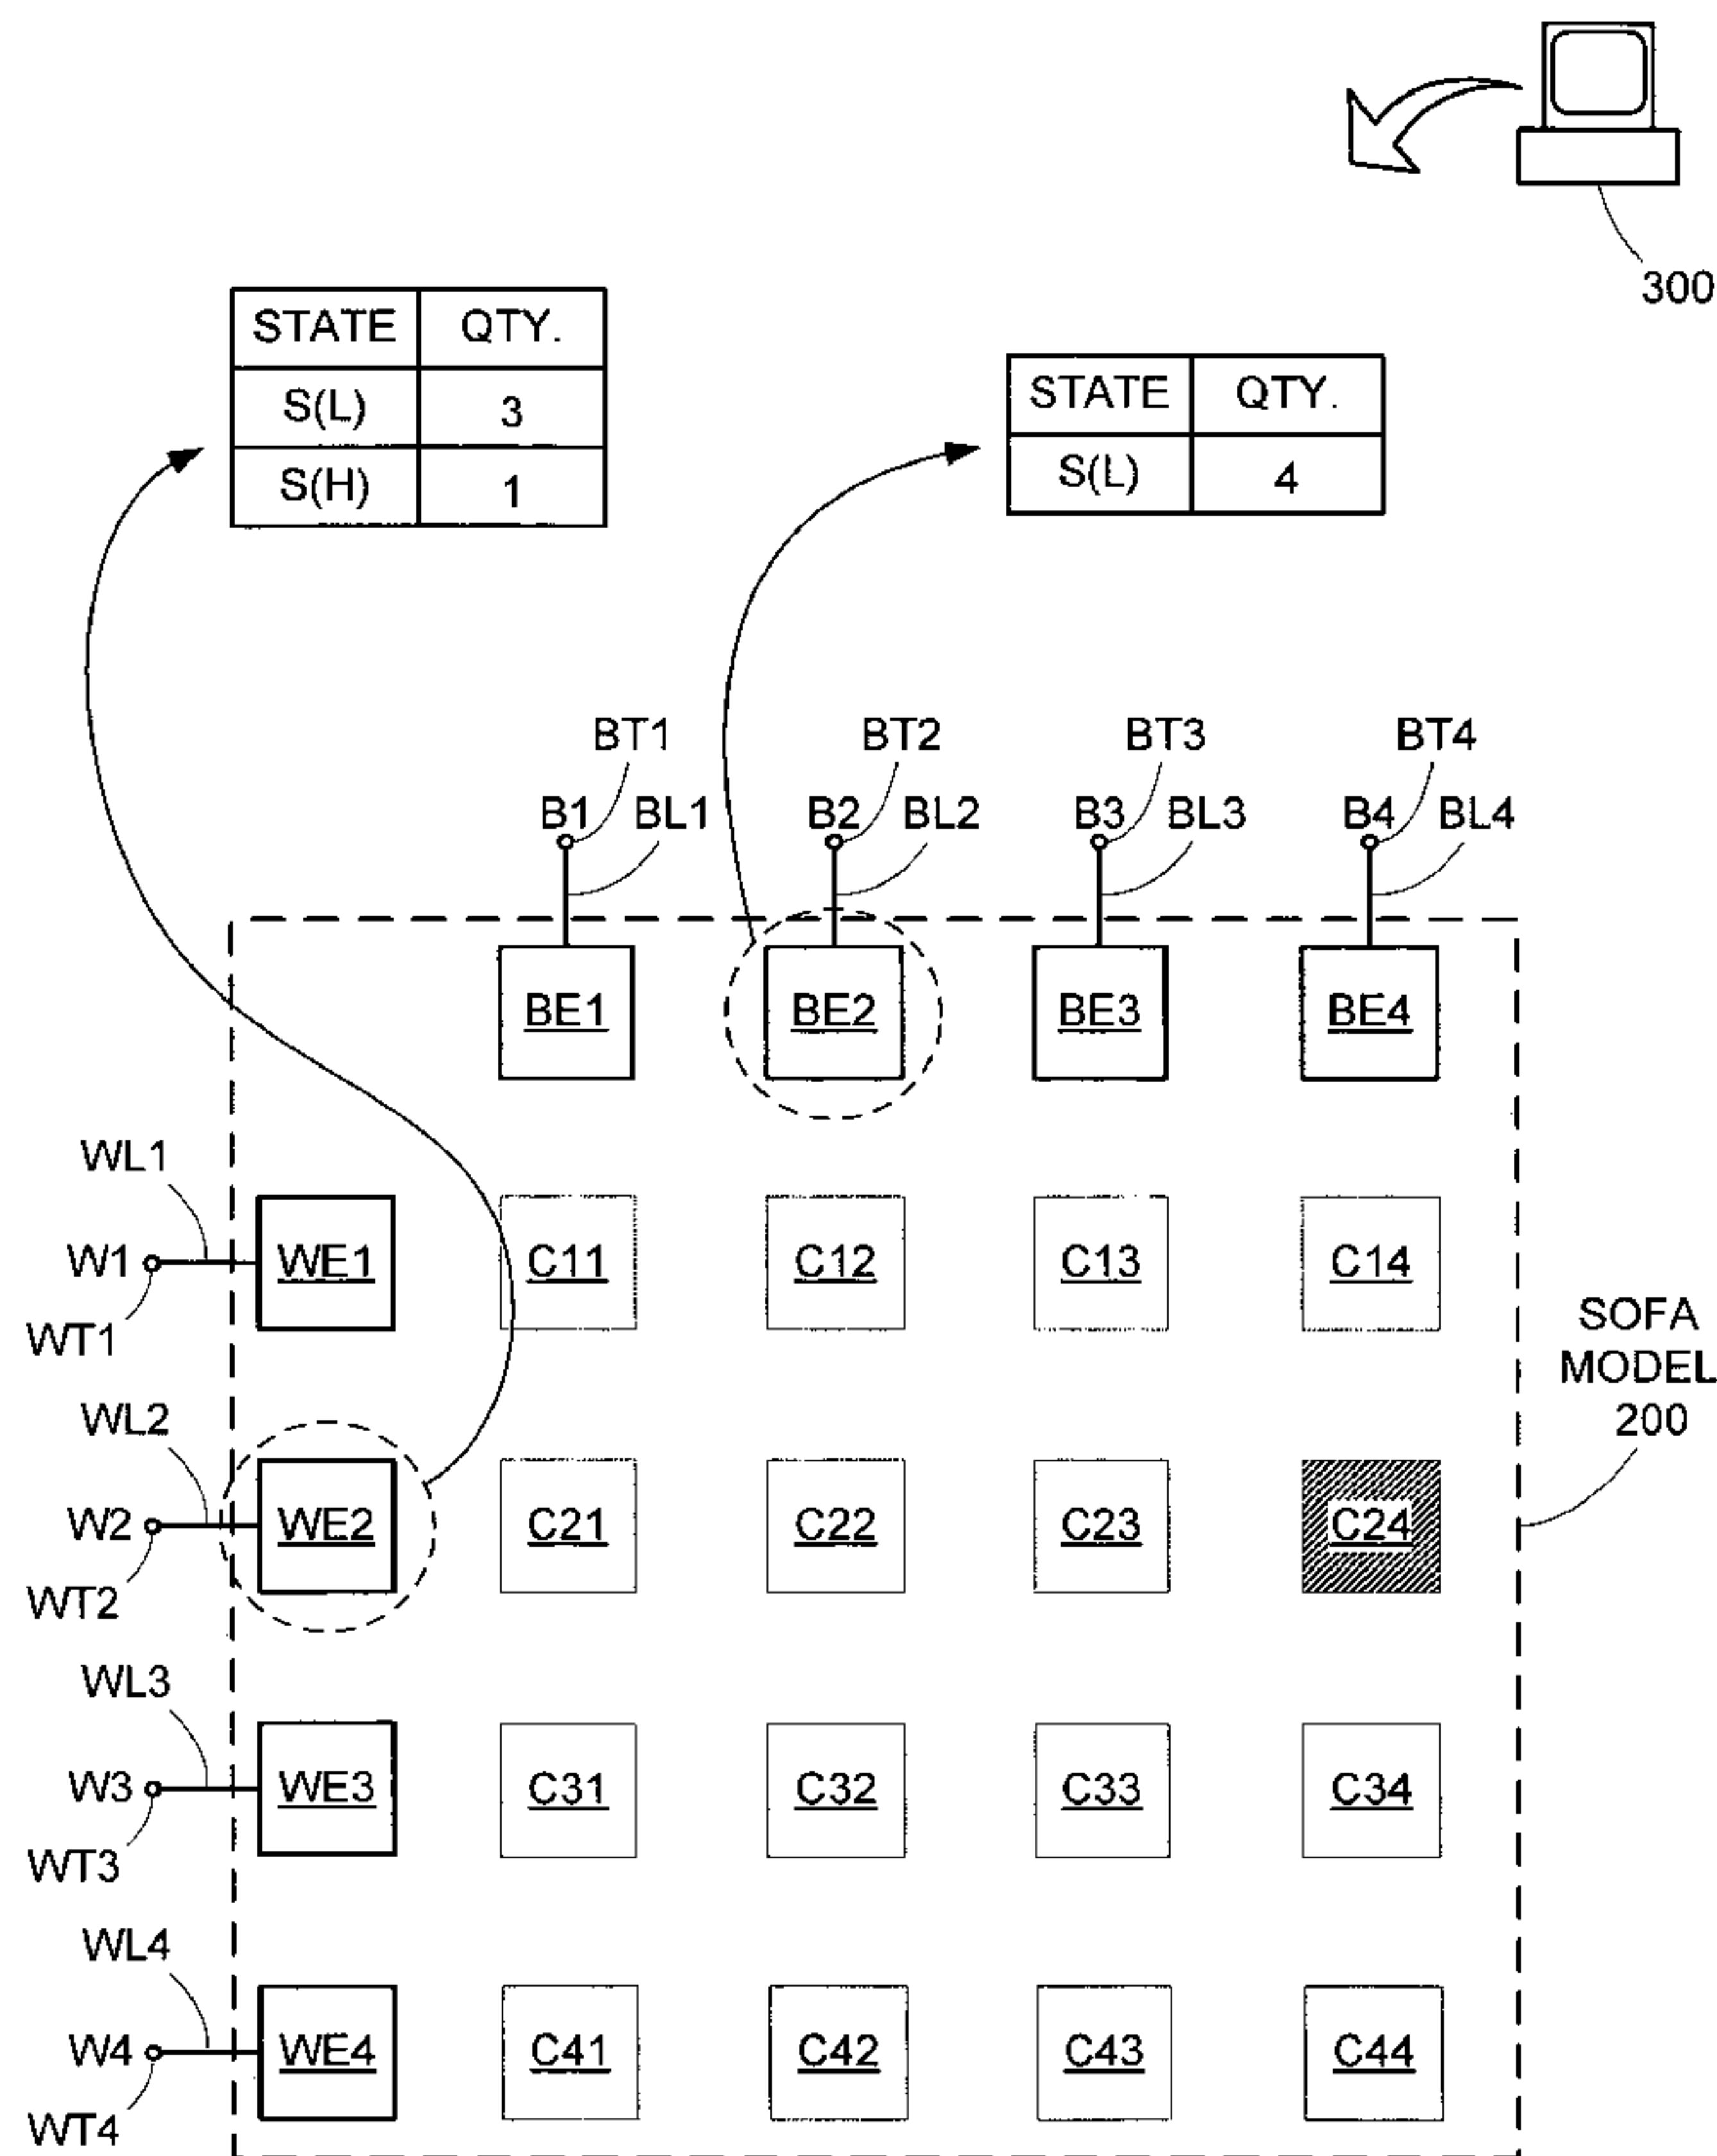 300
STATE QTY.
S(L) 3
S(H) 1
STATE QTY.
S(L) 4
BT1 BT2 BT3 BT4
B1 BL1 B2 BL2 B3 BL3 B4 BL4
BE1 BE2 BE3 BE4
WL1
W1 WE1 C11 C12 C13 C14
WT1
SOFA
MODEL
200
WL2
W2 WE2 C21 C22 C23 C24
WT2
WL3
W3 WE3 C31 C32 C33 C34
WT3
WL4
W4 WE4 C41 C42 C43 C44
WT4